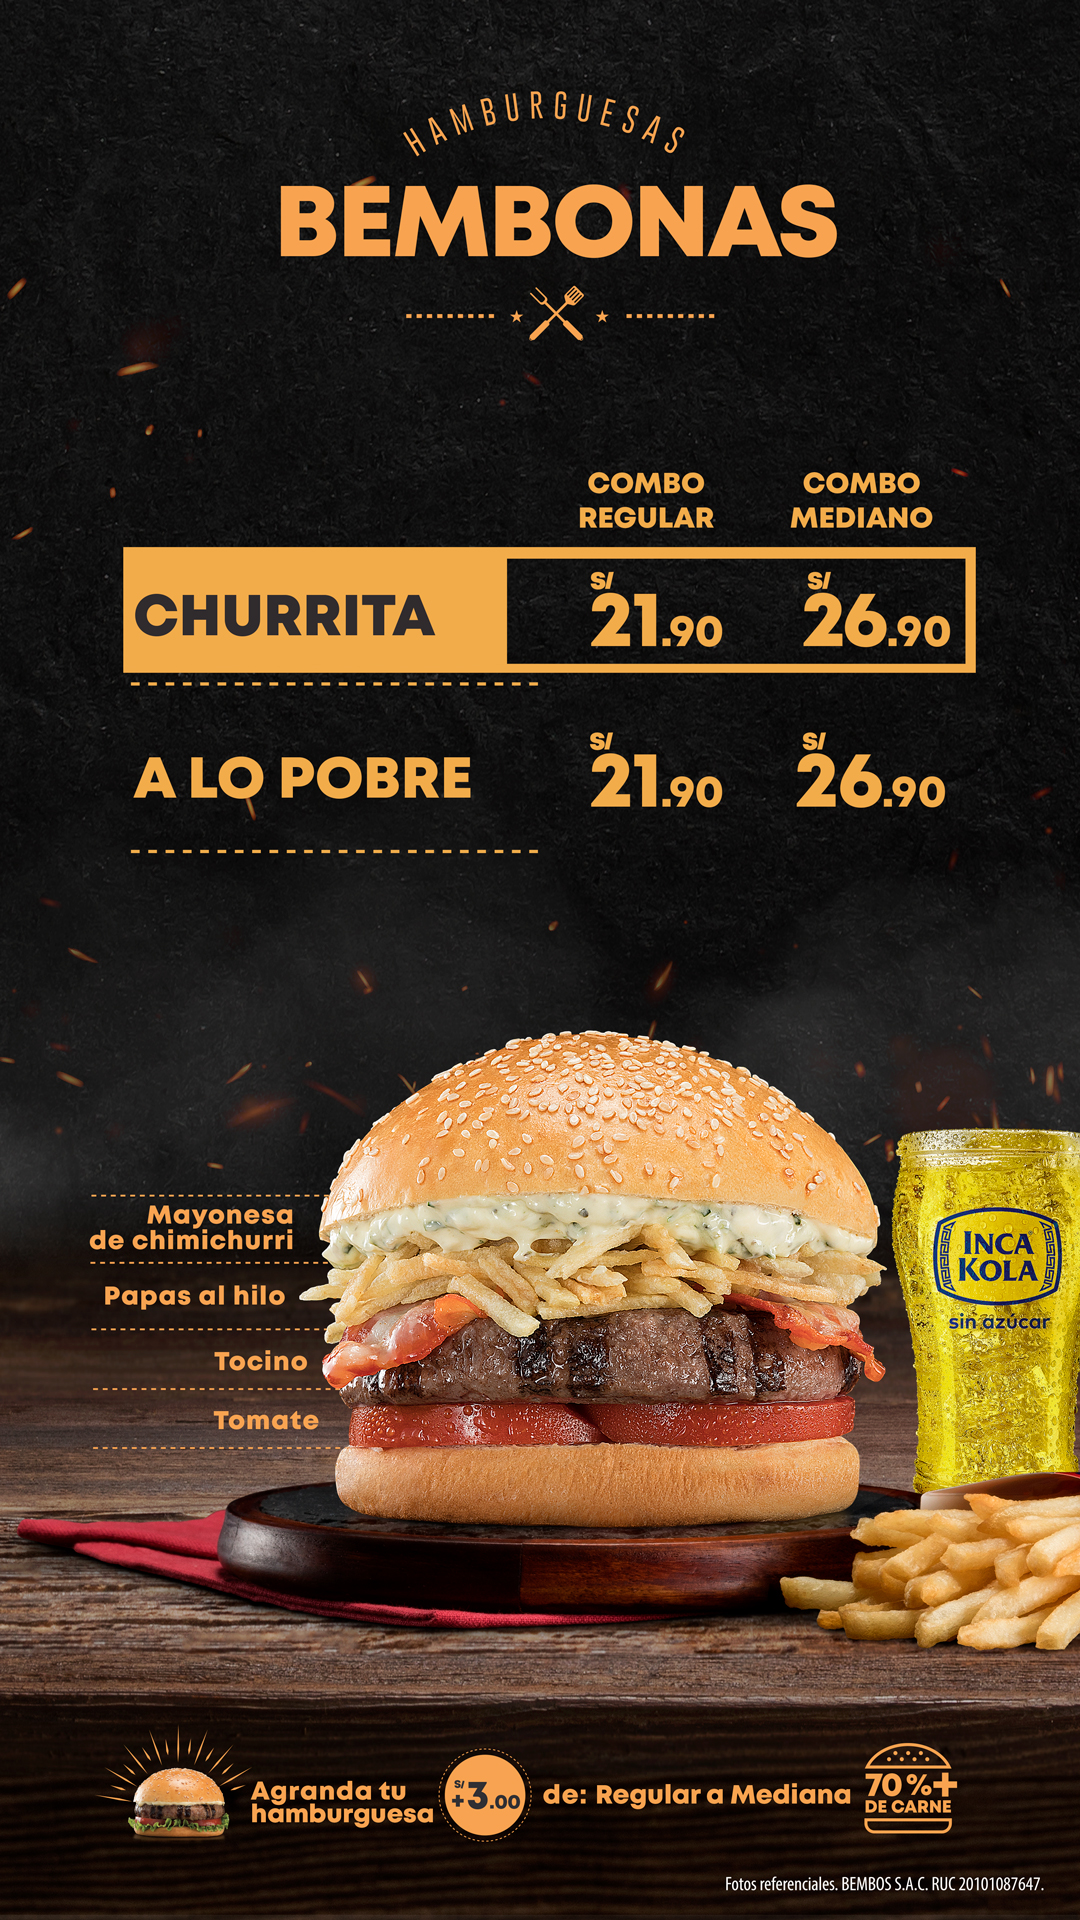 HAMBURGUESAS
BEMBONAS
COMBO REGULAR
COMBO MEDIANO
CHURRITA
S/ 21.90
S/ 26.90
A LO POBRE
S/ 21.90
S/ 26.90
Mayonesa
de chimichurri
Papas al hilo
Tocino
Tomate
INCA
KOLA
sin azúcar
Agranda tu
hamburguesa
S/ +3.00
de: Regular a Mediana
70%+
DE CARNE
Fotos referenciales. BEMBOS S.A.C. RUC 20101087647.